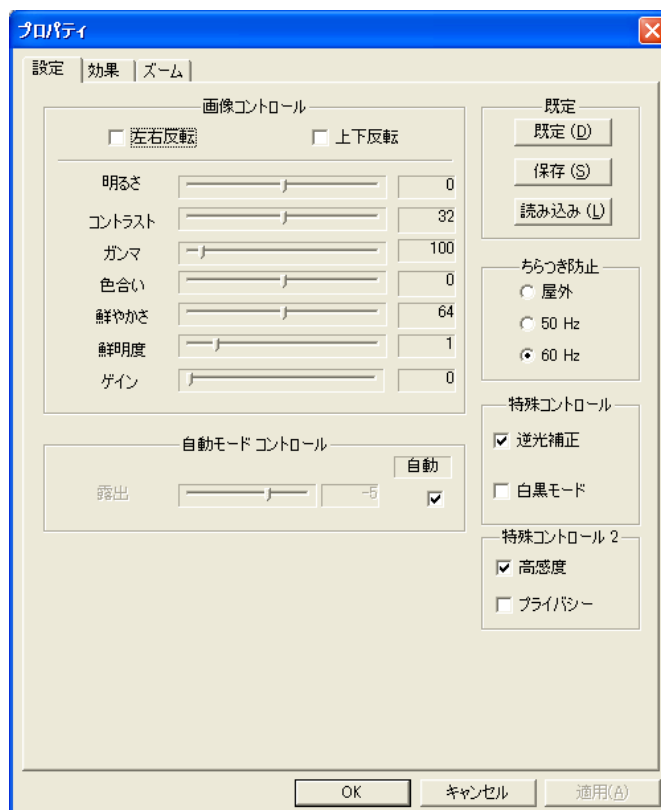 プロパティ
設定 効果 ズーム
画像コントロール
左右反転 上下反転
明るさ 0
コントラスト 32
ガンマ 100
色合い 0
鮮やかさ 64
鮮明度 1
ゲイン 0
自動モード コントロール
自動
露出 -5
既定
既定(D)
保存(S)
読み込み(L)
ちらつき防止
屋外
50 Hz
60 Hz
特殊コントロール
逆光補正
白黒モード
特殊コントロール 2
高感度
プライバシー
OK キャンセル 適用(A)